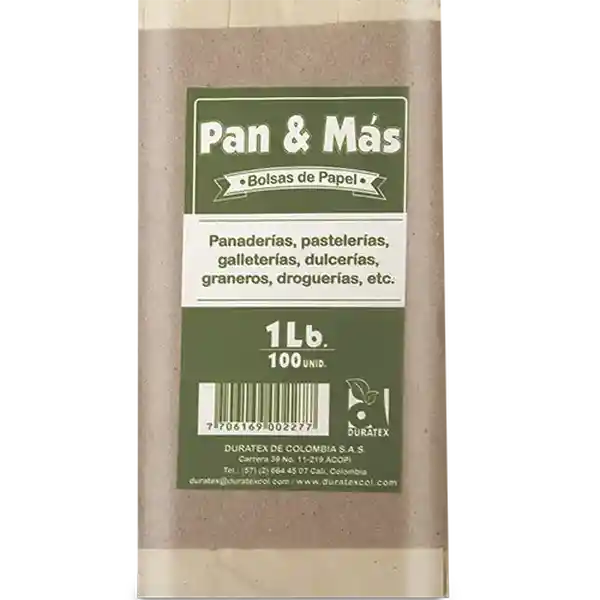 Pan & Más
•Bolsas de Papel•
Panaderías, pastelerías,
galleterías, dulcerías,
graneros, droguerías, etc.
1Lb.
100 UNID.
7 706169 002277
DURATEX
DURATEX DE COLOMBIA S.A.S
Carrera 39 No. 11-219 ACOPI
Tel.: (57) (2) 664 45 07 Cali, Colombia
duratex@duratexcol.com / www.duratexcol.com